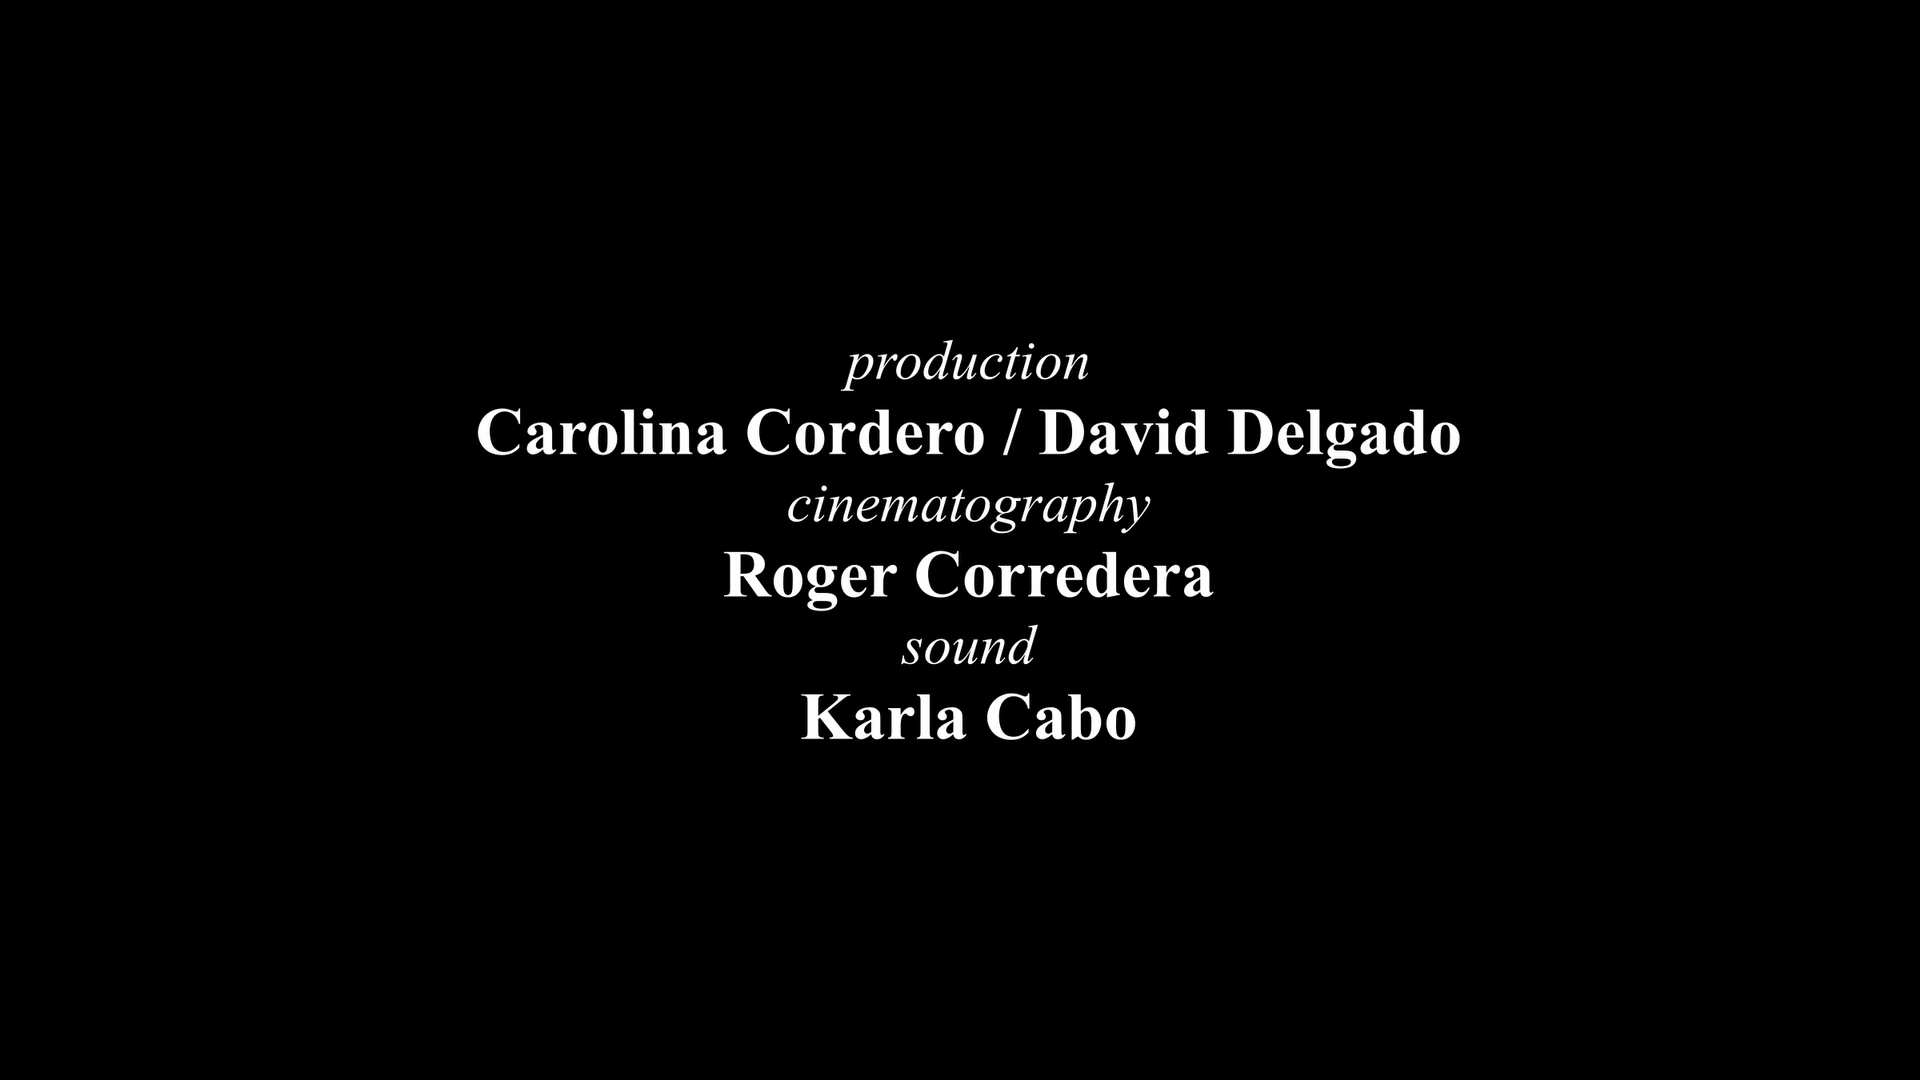 production
Carolina Cordero / David Delgado
cinematography
Roger Corredera
sound
Karla Cabo